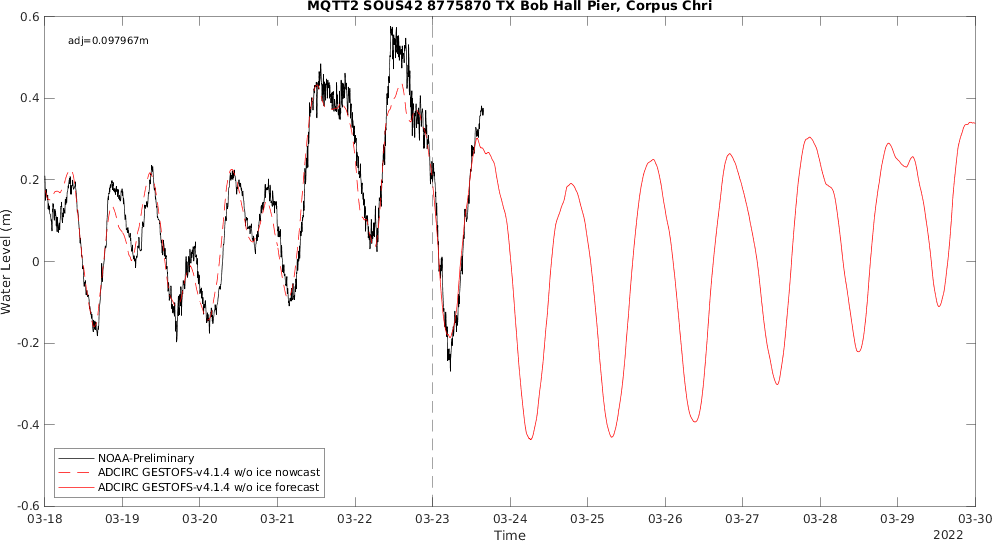 MQTT2 SOUS42 8775870 TX Bob Hall Pier, Corpus Chri
adj=0.097967m
0.6
0.4
0.2
0
-0.2
-0.4
-0.6
Water Level (m)
NOAA-Preliminary
ADCIRC GESTOFS-v4.1.4 w/o ice nowcast
ADCIRC GESTOFS-v4.1.4 w/o ice forecast
03-18 03-19 03-20 03-21 03-22 03-23 03-24 03-25 03-26 03-27 03-28 03-29 03-30
Time
2022